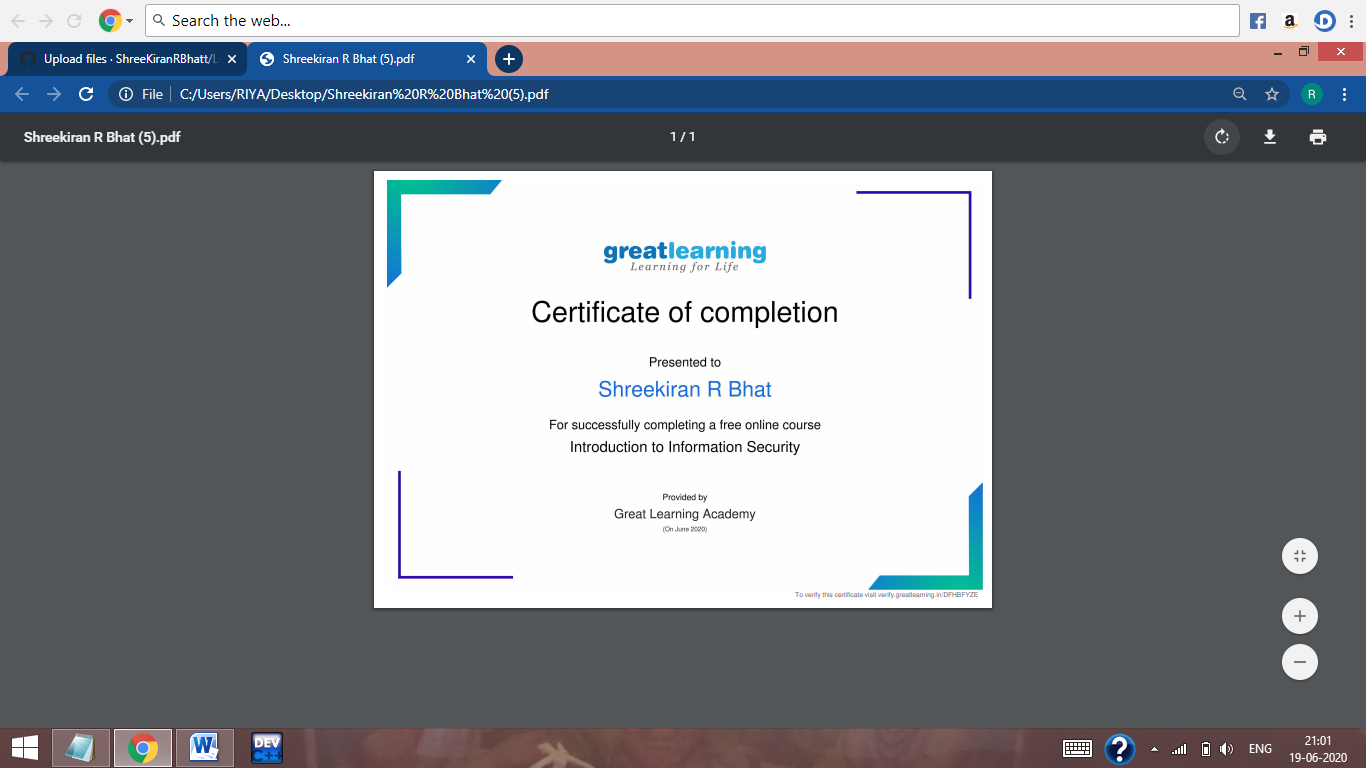 Search the web...
Upload files · ShreeKiranRBhatt/L
Shreekiran R Bhat (5).pdf
File
C:/Users/RIYA/Desktop/Shreekiran%20R%20Bhat%20(5).pdf
R
Shreekiran R Bhat (5).pdf
1 / 1
greatlearning
Learning for Life
Certificate of completion
Presented to
Shreekiran R Bhat
For successfully completing a free online course
Introduction to Information Security
Provided by
Great Learning Academy
(On June 2020)
To verify this certificate visit verify.greatlearning.in/DFHBFYZE
DEV
C++
ENG
21:01
19-06-2020